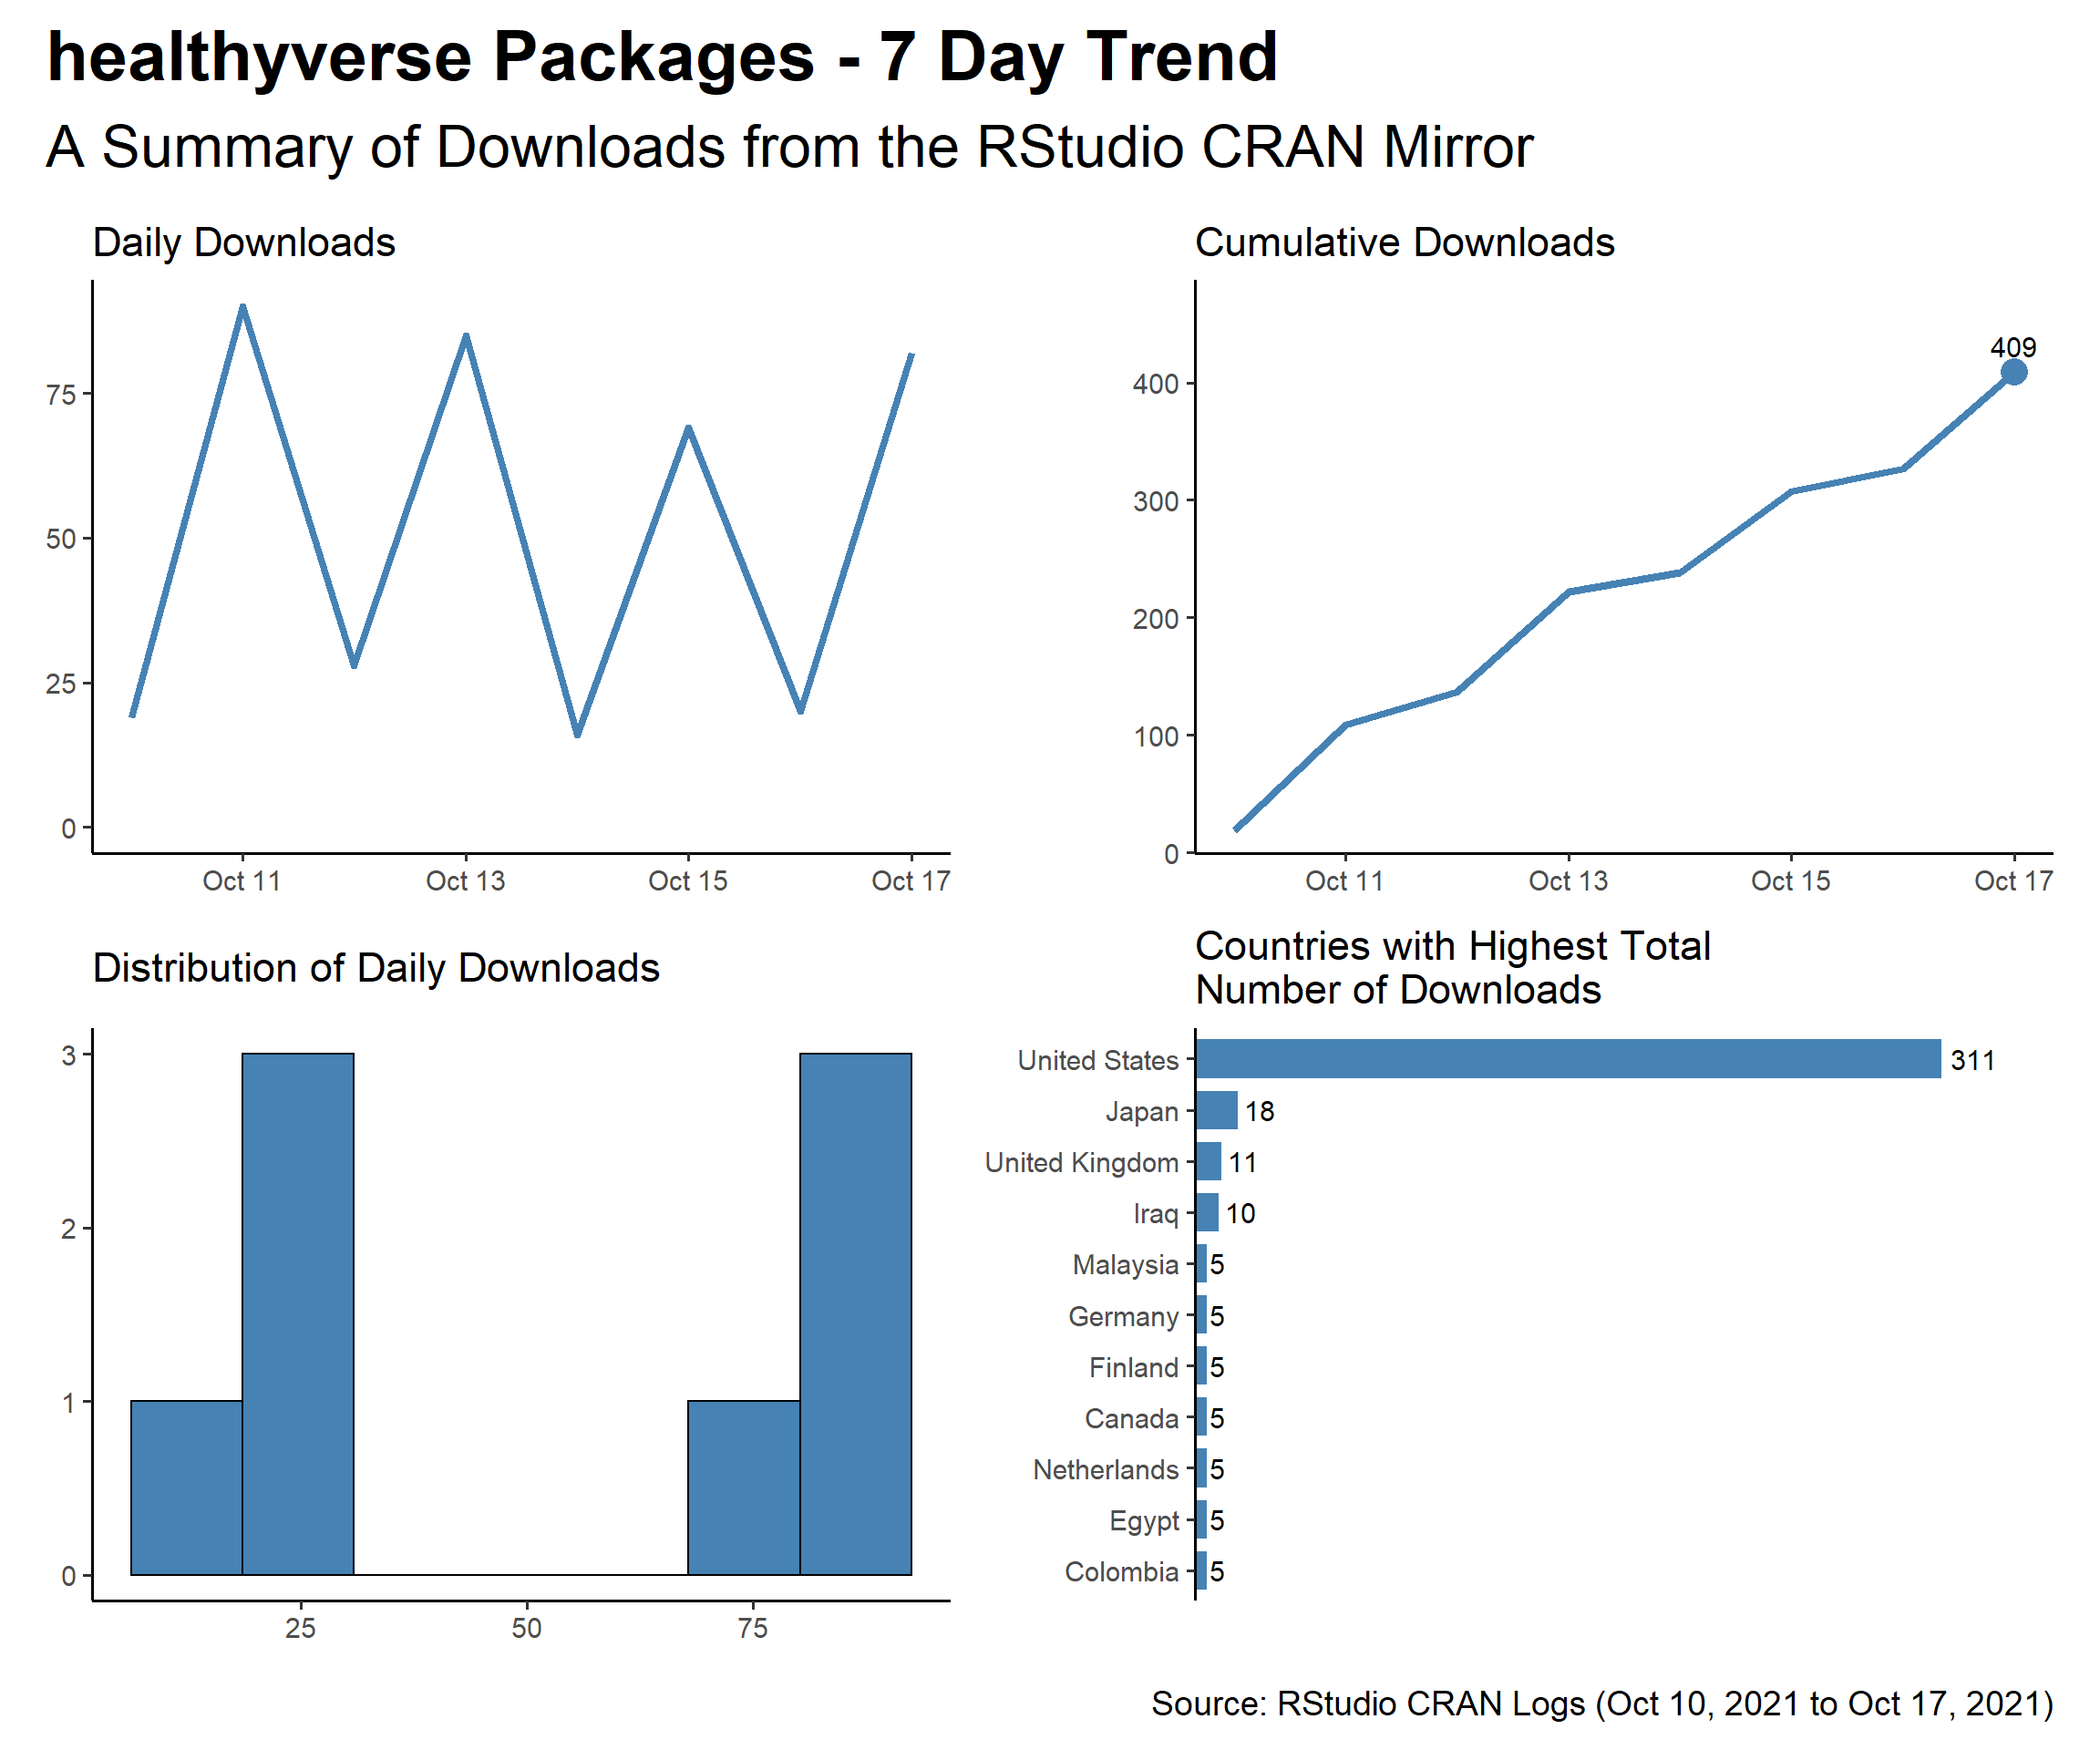 healthyverse Packages - 7 Day Trend
A Summary of Downloads from the RStudio CRAN Mirror
Daily Downloads
75
50
25
0
Oct 11 Oct 13 Oct 15 Oct 17
Cumulative Downloads
409
400
300
200
100
0
Oct 11 Oct 13 Oct 15 Oct 17
Distribution of Daily Downloads
3
2
1
0
25 50 75
Countries with Highest Total
Number of Downloads
United States 311
Japan 18
United Kingdom 11
Iraq 10
Malaysia 5
Germany 5
Finland 5
Canada 5
Netherlands 5
Egypt 5
Colombia 5
Source: RStudio CRAN Logs (Oct 10, 2021 to Oct 17, 2021)